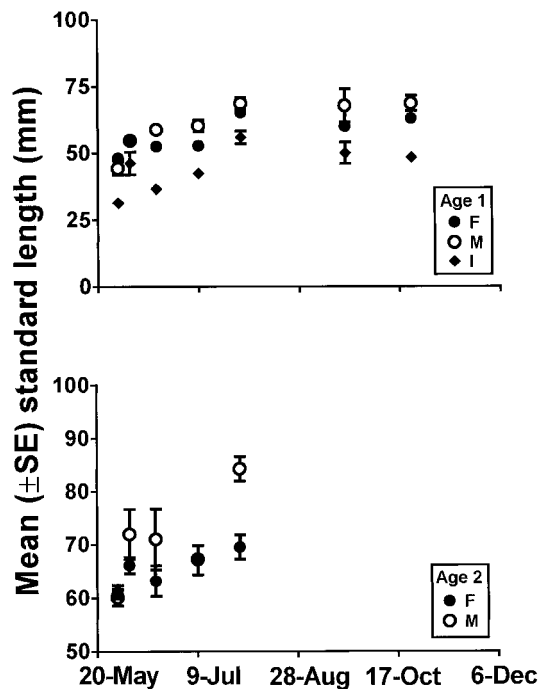 Mean (±SE) standard length (mm)
100
75
50
25
0
Age 1
F
M
I
100
90
80
70
60
50
Age 2
F
M
20-May 9-Jul 28-Aug 17-Oct 6-Dec